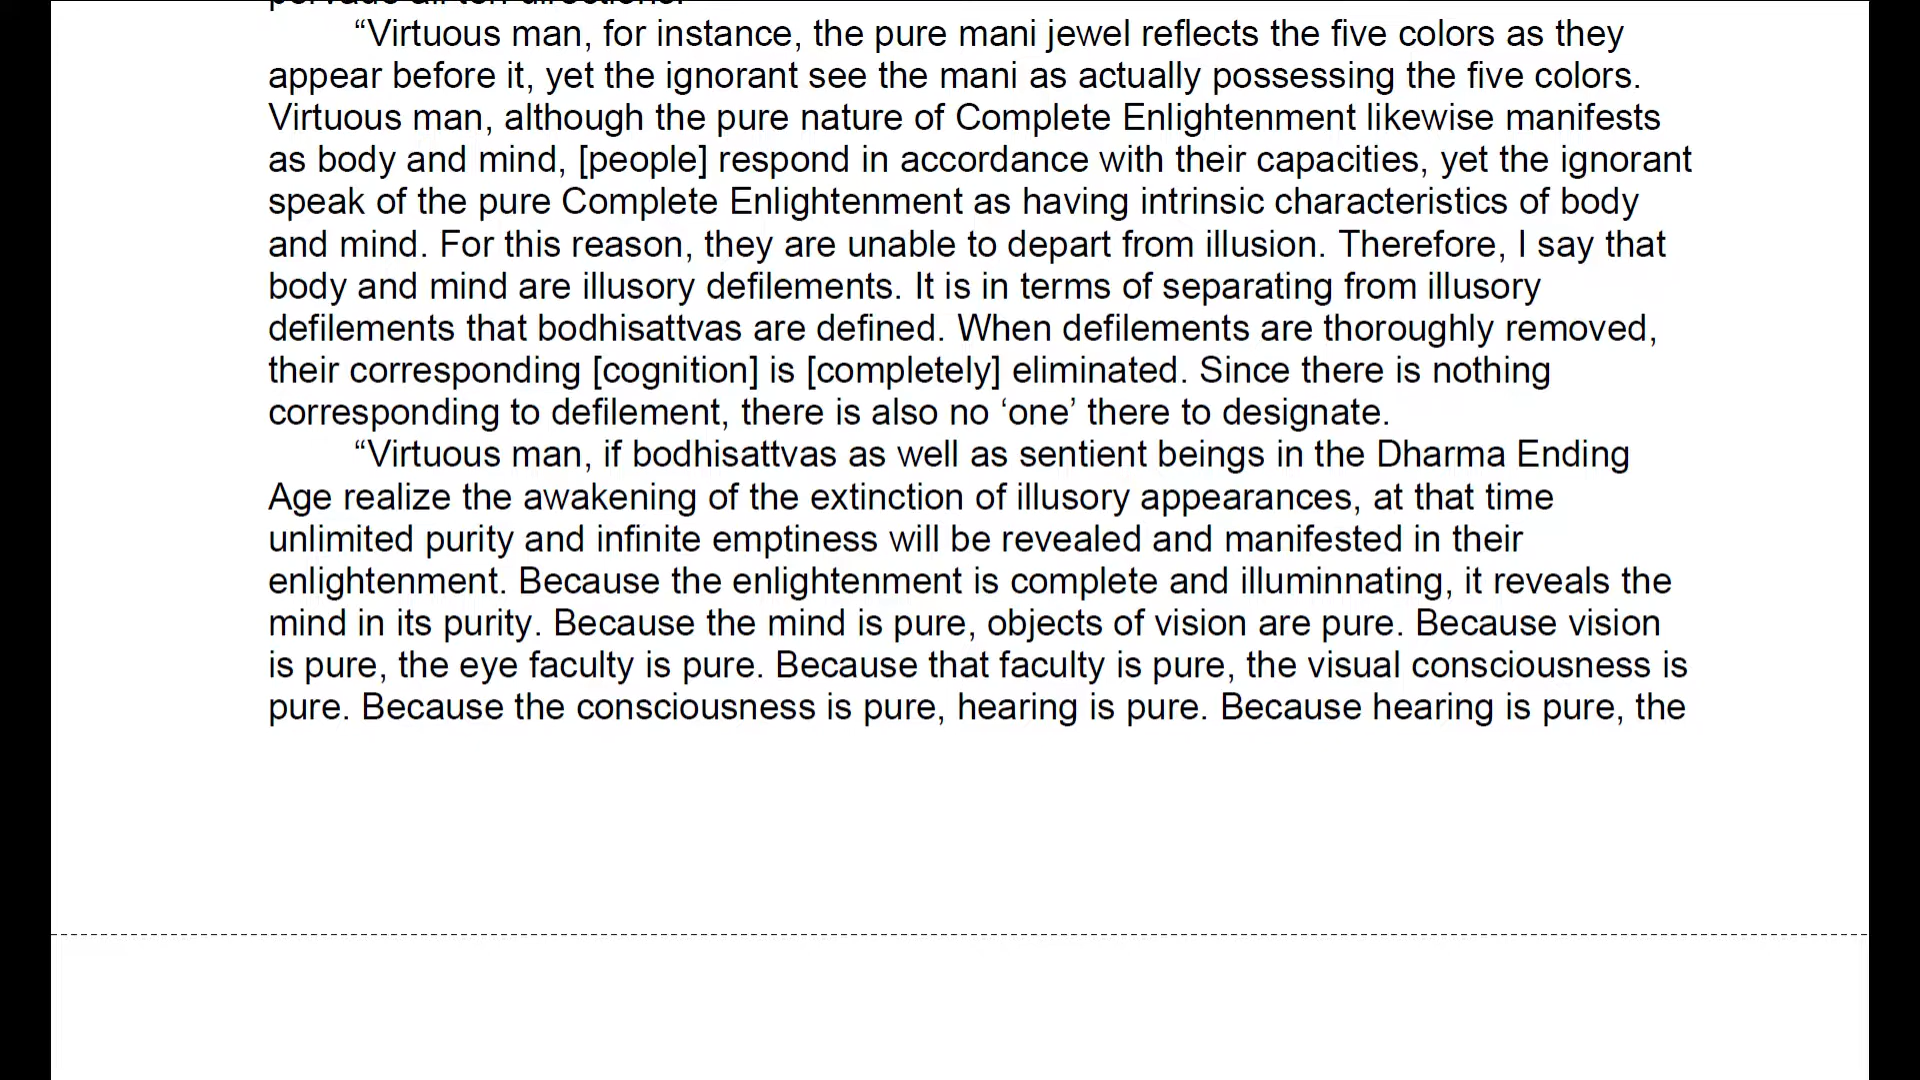 pervade all ten directions.
“Virtuous man, for instance, the pure mani jewel reflects the five colors as they
appear before it, yet the ignorant see the mani as actually possessing the five colors.
Virtuous man, although the pure nature of Complete Enlightenment likewise manifests
as body and mind, [people] respond in accordance with their capacities, yet the ignorant
speak of the pure Complete Enlightenment as having intrinsic characteristics of body
and mind. For this reason, they are unable to depart from illusion. Therefore, I say that
body and mind are illusory defilements. It is in terms of separating from illusory
defilements that bodhisattvas are defined. When defilements are thoroughly removed,
their corresponding [cognition] is [completely] eliminated. Since there is nothing
corresponding to defilement, there is also no ‘one’ there to designate.
“Virtuous man, if bodhisattvas as well as sentient beings in the Dharma Ending
Age realize the awakening of the extinction of illusory appearances, at that time
unlimited purity and infinite emptiness will be revealed and manifested in their
enlightenment. Because the enlightenment is complete and illuminnating, it reveals the
mind in its purity. Because the mind is pure, objects of vision are pure. Because vision
is pure, the eye faculty is pure. Because that faculty is pure, the visual consciousness is
pure. Because the consciousness is pure, hearing is pure. Because hearing is pure, the